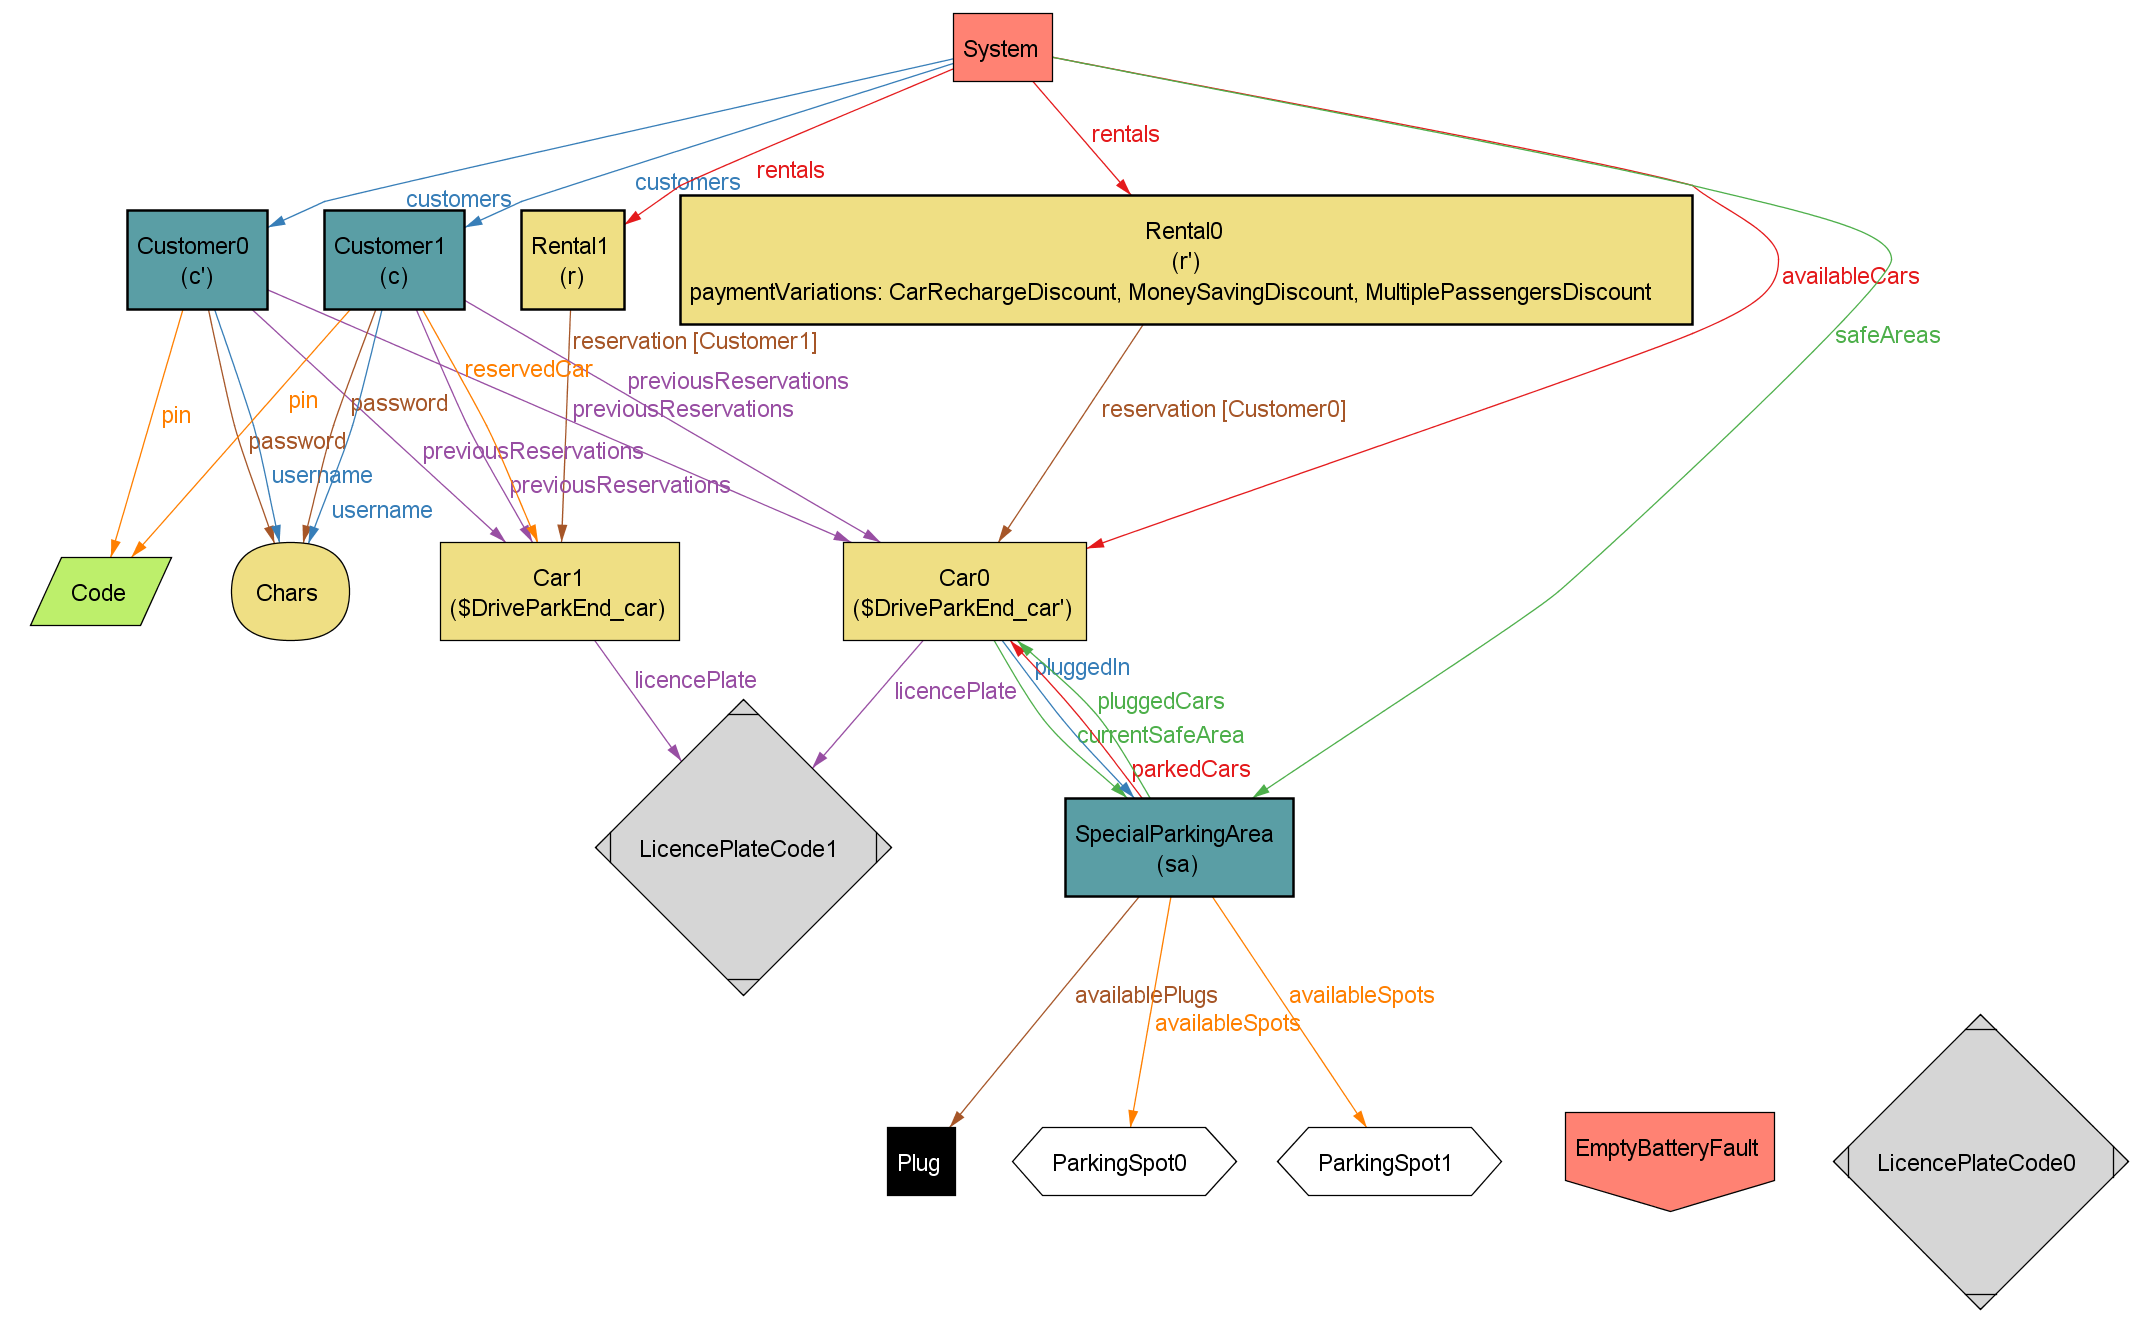 System
rentals
rentals
customers
customers
Customer0
(c')
Customer1
(c)
Rental1
(r)
Rental0
(r')
paymentVariations: CarRechargeDiscount, MoneySavingDiscount, MultiplePassengersDiscount
availableCars
safeAreas
reservation [Customer1]
reservedCar
previousReservations
previousReservations
reservation [Customer0]
pin
pin
password
password
previousReservations
username
previousReservations
username
Code
Chars
Car1
($DriveParkEnd_car)
Car0
($DriveParkEnd_car')
licencePlate
licencePlate
pluggedIn
pluggedCars
currentSafeArea
parkedCars
LicencePlateCode1
SpecialParkingArea
(sa)
availablePlugs
availableSpots
availableSpots
Plug
ParkingSpot0
ParkingSpot1
EmptyBatteryFault
LicencePlateCode0